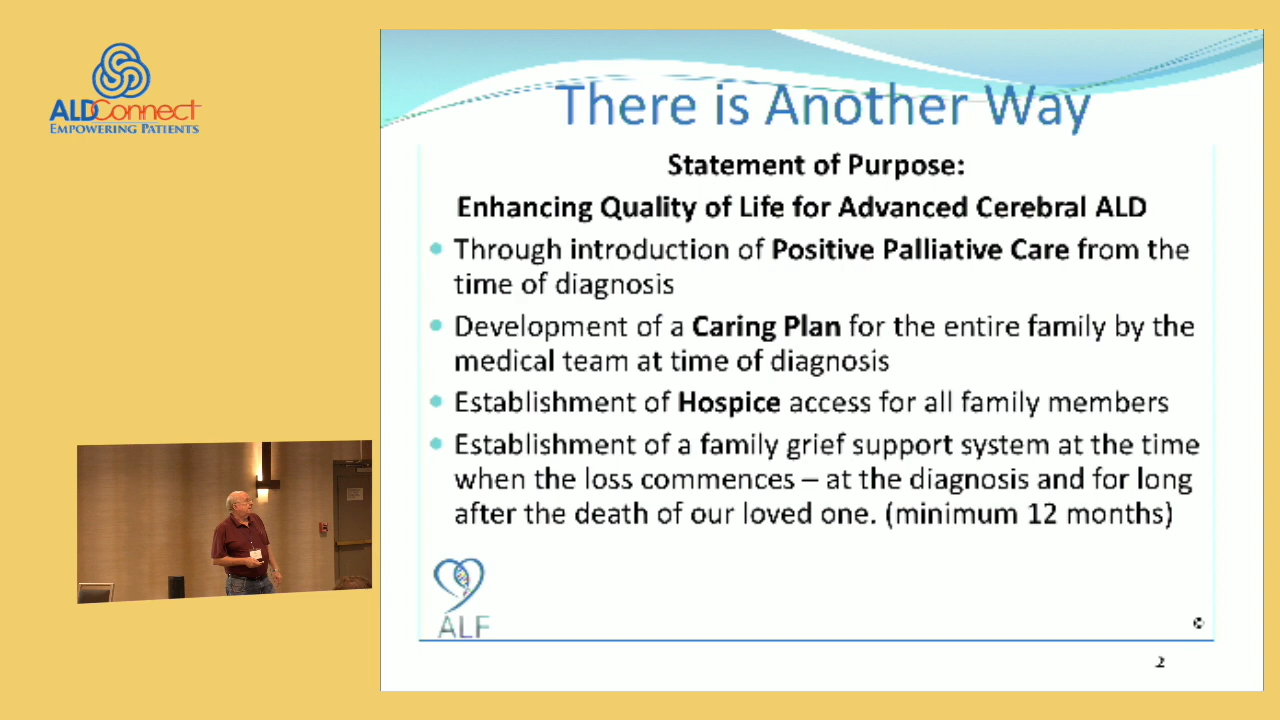 ALDConnect
EMPOWERING PATIENTS
There is Another Way
Statement of Purpose:
Enhancing Quality of Life for Advanced Cerebral ALD
• Through introduction of Positive Palliative Care from the
time of diagnosis
• Development of a Caring Plan for the entire family by the
medical team at time of diagnosis
• Establishment of Hospice access for all family members
• Establishment of a family grief support system at the time
when the loss commences – at the diagnosis and for long
after the death of our loved one. (minimum 12 months)
ALF
2